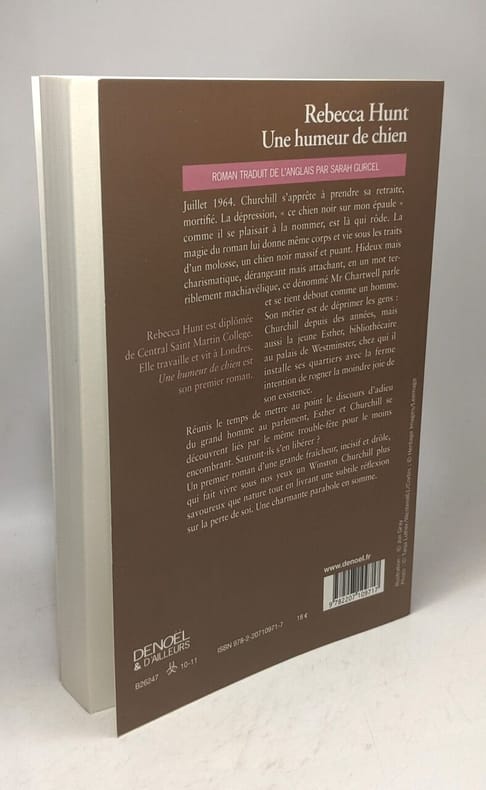 Rebecca Hunt
Une humeur de chien
ROMAN TRADUIT DE L'ANGLAIS PAR SARAH GURCEL
Juillet 1964. Churchill s'apprête à prendre sa retraite,
mortifié. La dépression, « ce chien noir sur mon épaule »
comme il se plaisait à la nommer, est là qui rôde. La
magie du roman lui donne même corps et vie sous les traits
d'un molosse, un chien noir massif et puant. Hideux mais
charismatique, dérangeant mais attachant, en un mot ter-
riblement machiavélique, ce dénommé Mr Chartwell parle
et se tient debout comme un homme.
Son métier est de déprimer les gens :
Churchill depuis des années, mais
aussi la jeune Esther, bibliothécaire
au palais de Westminster, chez qui il
installe ses quartiers avec la ferme
intention de rogner la moindre joie de
son existence.
Rebecca Hunt est diplômée
de Central Saint Martin College.
Elle travaille et vit à Londres.
Une humeur de chien est
son premier roman.
Réunis le temps de mettre au point le discours d'adieu
du grand homme au parlement, Esther et Churchill se
découvrent liés par le même trouble-fête pour le moins
encombrant. Sauront-ils s'en libérer ?
Un premier roman d'une grande fraîcheur, incisif et drôle,
qui fait vivre sous nos yeux un Winston Churchill plus
savoureux que nature tout en livrant une subtile réflexion
sur la perte de soi. Une charmante parabole en somme.
www.denoel.fr
9 782207 109717
DENOËL
& D'AILLEURS
B26247 10-11
ISBN 978-2-20710971-7
18 €
Illustration : © Jon Gray
Photo : © Heritage Images/Leemage